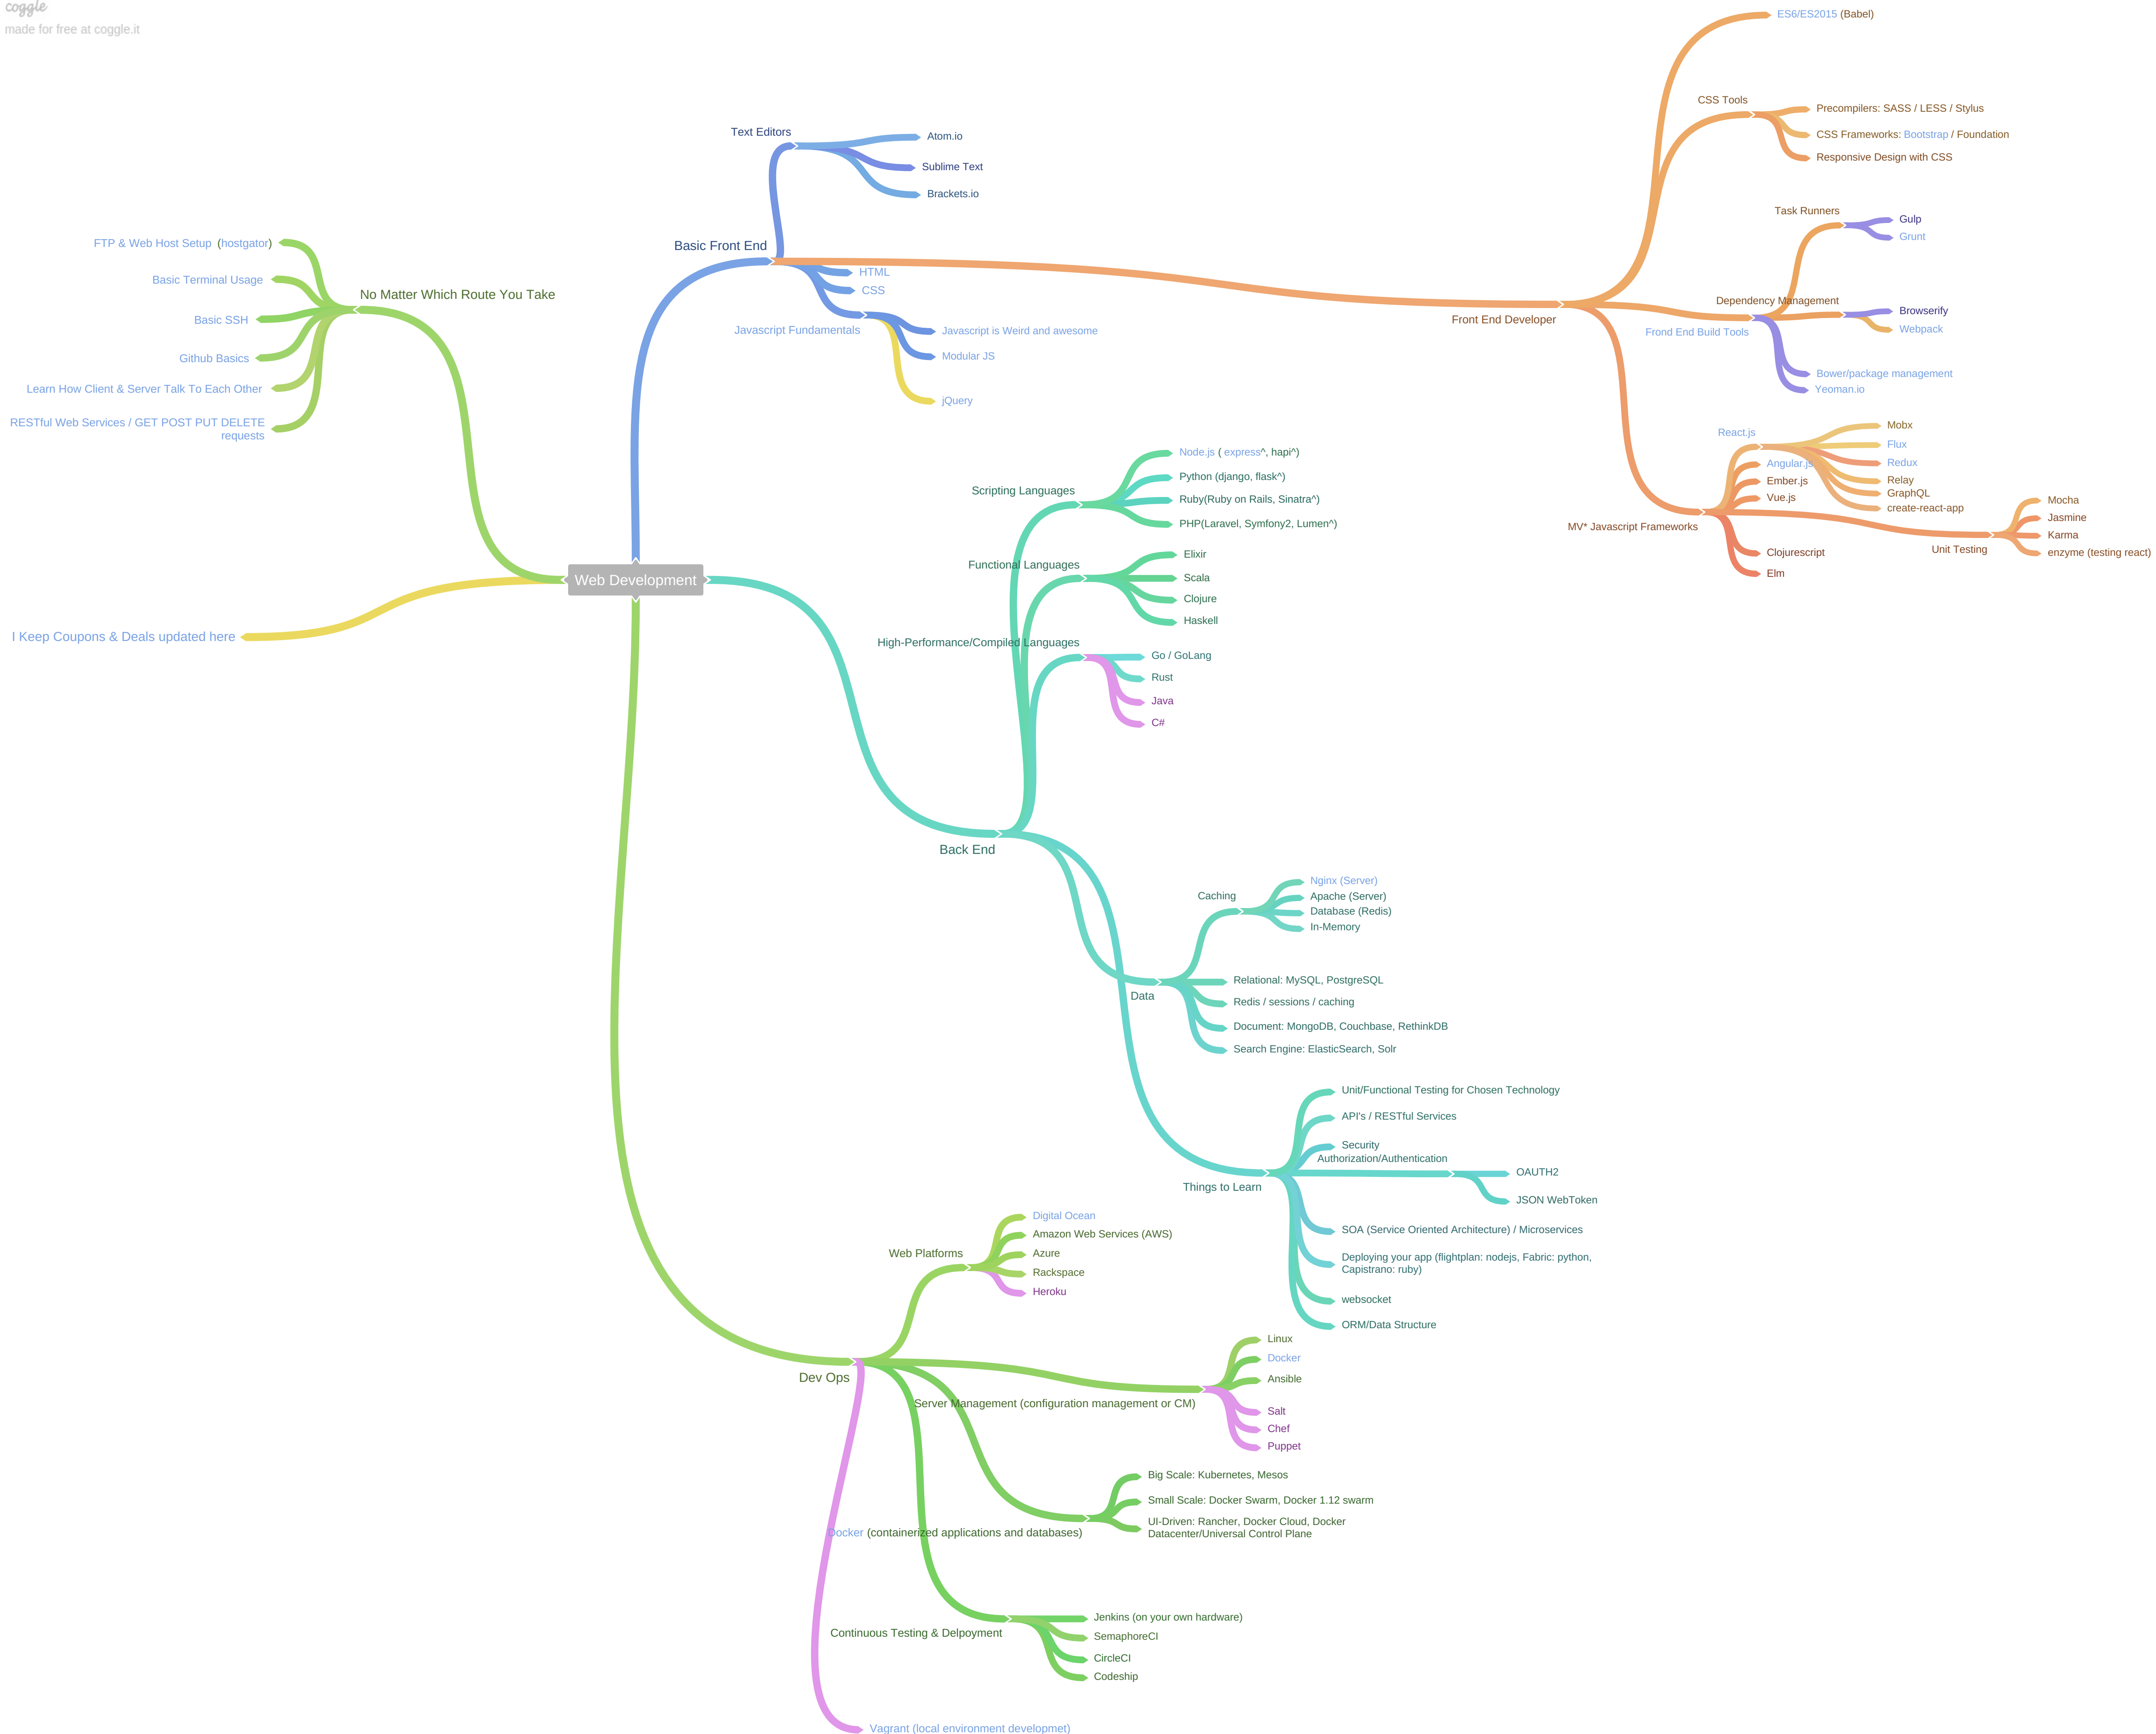 coggle
made for free at coggle.it
Web Development
No Matter Which Route You Take
FTP & Web Host Setup (hostgator)
Basic Terminal Usage
Basic SSH
Github Basics
Learn How Client & Server Talk To Each Other
RESTful Web Services / GET POST PUT DELETE
requests
I Keep Coupons & Deals updated here
Basic Front End
Text Editors
Atom.io
Sublime Text
Brackets.io
HTML
CSS
Javascript Fundamentals
Javascript is Weird and awesome
Modular JS
jQuery
Front End Developer
ES6/ES2015 (Babel)
CSS Tools
Precompilers: SASS / LESS / Stylus
CSS Frameworks: Bootstrap / Foundation
Responsive Design with CSS
Frond End Build Tools
Task Runners
Gulp
Grunt
Dependency Management
Browserify
Webpack
Bower/package management
Yeoman.io
MV* Javascript Frameworks
React.js
Mobx
Flux
Redux
Relay
GraphQL
create-react-app
Angular.js
Ember.js
Vue.js
Unit Testing
Mocha
Jasmine
Karma
enzyme (testing react)
Clojurescript
Elm
Back End
Scripting Languages
Node.js ( express^, hapi^)
Python (django, flask^)
Ruby(Ruby on Rails, Sinatra^)
PHP(Laravel, Symfony2, Lumen^)
Functional Languages
Elixir
Scala
Clojure
Haskell
High-Performance/Compiled Languages
Go / GoLang
Rust
Java
C#
Data
Caching
Nginx (Server)
Apache (Server)
Database (Redis)
In-Memory
Relational: MySQL, PostgreSQL
Redis / sessions / caching
Document: MongoDB, Couchbase, RethinkDB
Search Engine: ElasticSearch, Solr
Things to Learn
Unit/Functional Testing for Chosen Technology
API's / RESTful Services
Security
Authorization/Authentication
OAUTH2
JSON WebToken
SOA (Service Oriented Architecture) / Microservices
Deploying your app (flightplan: nodejs, Fabric: python,
Capistrano: ruby)
websocket
ORM/Data Structure
Dev Ops
Web Platforms
Digital Ocean
Amazon Web Services (AWS)
Azure
Rackspace
Heroku
Server Management (configuration management or CM)
Linux
Docker
Ansible
Salt
Chef
Puppet
Docker (containerized applications and databases)
Big Scale: Kubernetes, Mesos
Small Scale: Docker Swarm, Docker 1.12 swarm
UI-Driven: Rancher, Docker Cloud, Docker
Datacenter/Universal Control Plane
Continuous Testing & Delpoyment
Jenkins (on your own hardware)
SemaphoreCI
CircleCI
Codeship
Vagrant (local environment developmet)